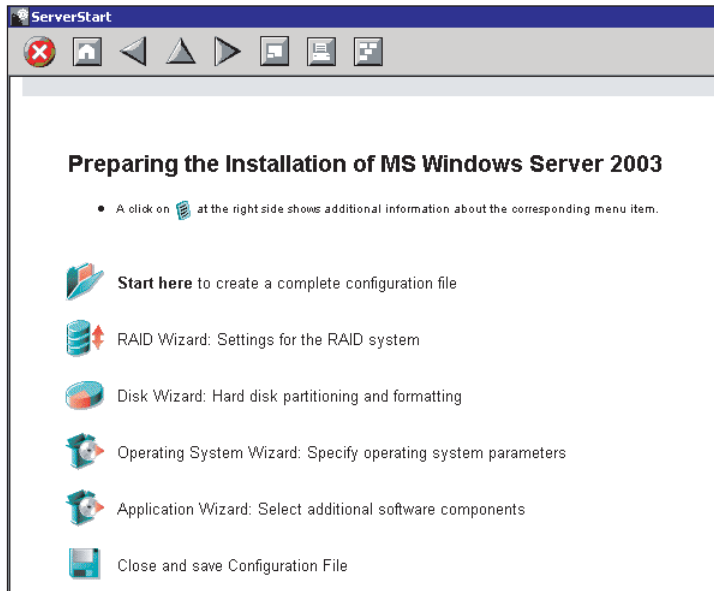 ServerStart
Preparing the Installation of MS Windows Server 2003
A click on at the right side shows additional information about the corresponding menu item.
Start here to create a complete configuration file
RAID Wizard: Settings for the RAID system
Disk Wizard: Hard disk partitioning and formatting
Operating System Wizard: Specify operating system parameters
Application Wizard: Select additional software components
Close and save Configuration File